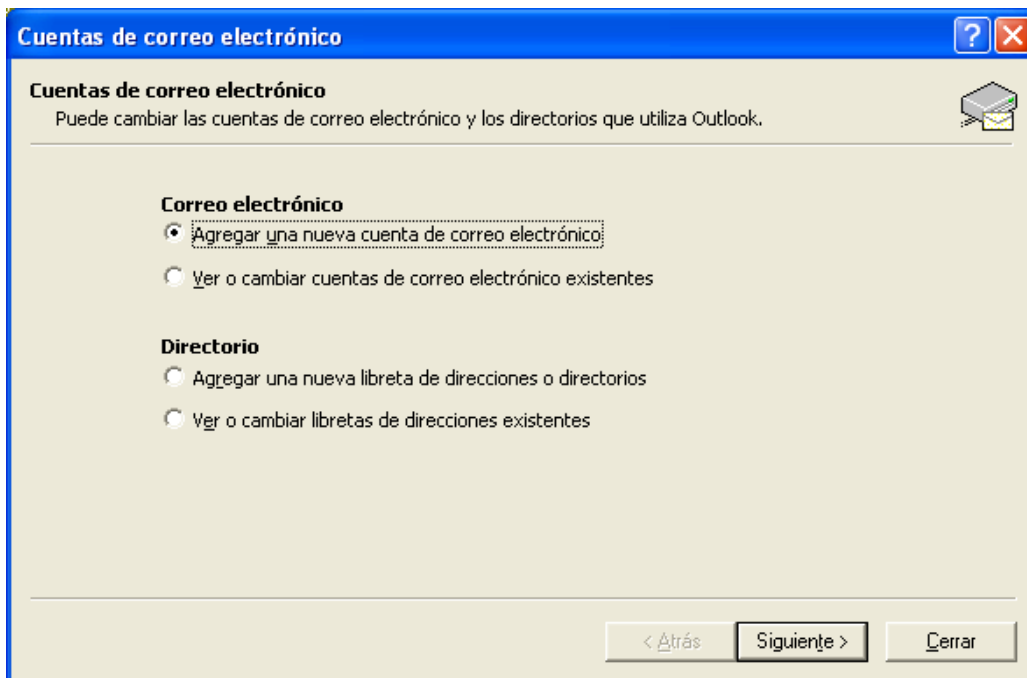 Cuentas de correo electrónico
Cuentas de correo electrónico
Puede cambiar las cuentas de correo electrónico y los directorios que utiliza Outlook.
Correo electrónico
Agregar una nueva cuenta de correo electrónico
Ver o cambiar cuentas de correo electrónico existentes
Directorio
Agregar una nueva libreta de direcciones o directorios
Ver o cambiar libretas de direcciones existentes
< Atrás Siguiente > Cerrar